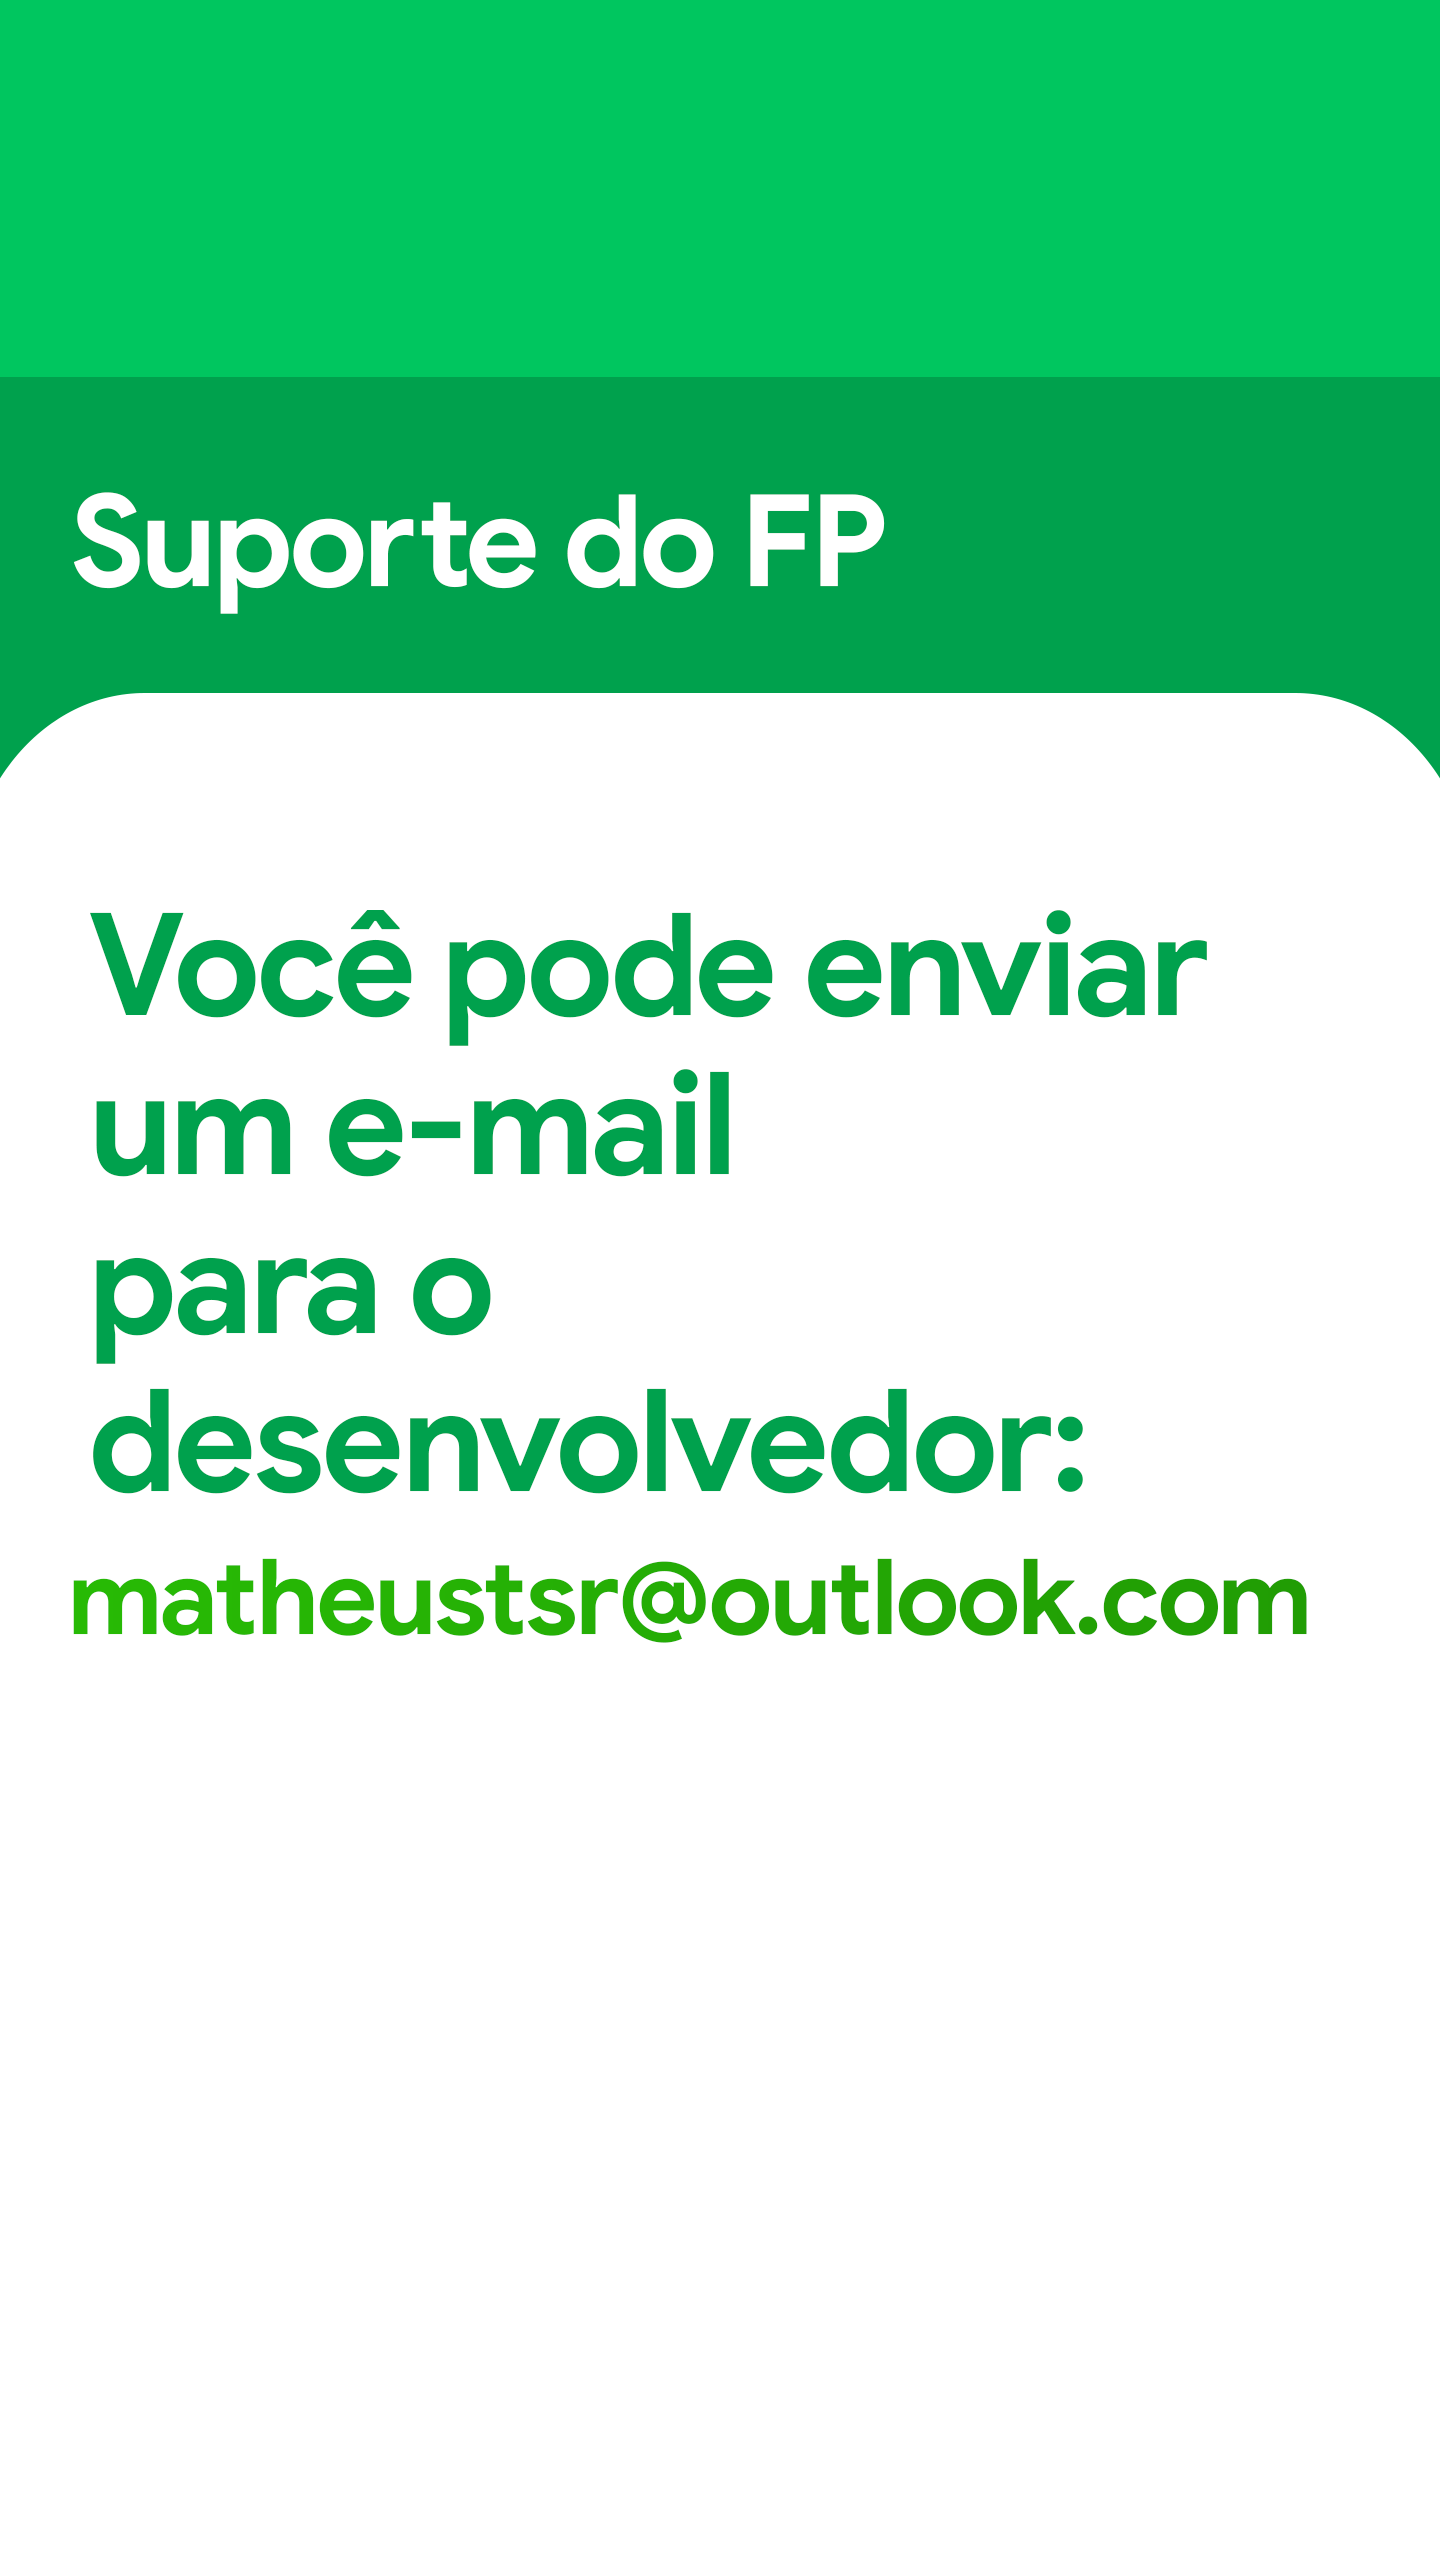 Suporte do FP
Você pode enviar
um e-mail
para o
desenvolvedor:
matheustsr@outlook.com